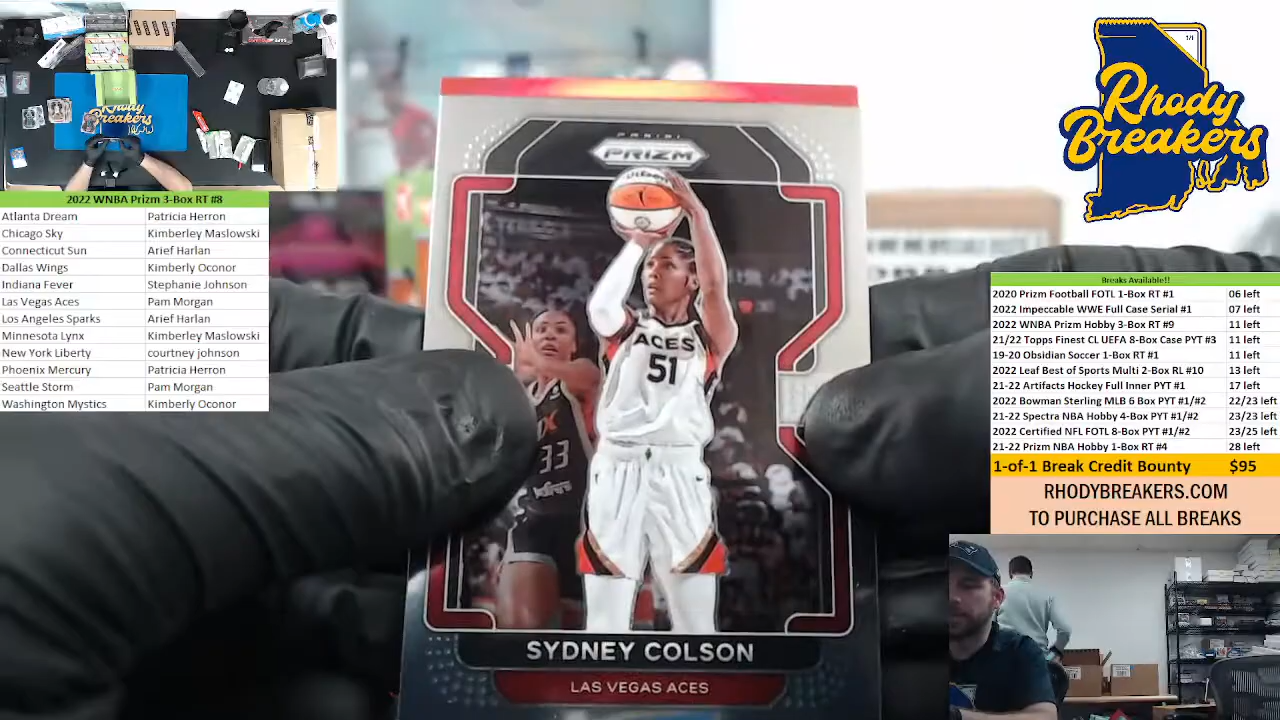 2022 WNBA Prizm 3-Box RT #8
Atlanta Dream Patricia Herron
Chicago Sky Kimberley Maslowski
Connecticut Sun Arief Harlan
Dallas Wings Kimberly Oconor
Indiana Fever Stephanie Johnson
Las Vegas Aces Pam Morgan
Los Angeles Sparks Arief Harlan
Minnesota Lynx Kimberley Maslowski
New York Liberty courtney johnson
Phoenix Mercury Patricia Herron
Seattle Storm Pam Morgan
Washington Mystics Kimberly Oconor
Rhody
Breakers
PANINI
PRIZM
Wilson
ACES
51
33
SYDNEY COLSON
LAS VEGAS ACES
1/1
Rhody
Breakers
Breaks Available!!
2020 Prizm Football FOTL 1-Box RT #1 06 left
2022 Impeccable WWE Full Case Serial #1 07 left
2022 WNBA Prizm Hobby 3-Box RT #9 11 left
21/22 Topps Finest CL UEFA 8-Box Case PYT #3 11 left
19-20 Obsidian Soccer 1-Box RT #1 11 left
2022 Leaf Best of Sports Multi 2-Box RL #10 13 left
21-22 Artifacts Hockey Full Inner PYT #1 17 left
2022 Bowman Sterling MLB 6 Box PYT #1/#2 22/23 left
21-22 Spectra NBA Hobby 4-Box PYT #1/#2 23/23 left
2022 Certified NFL FOTL 8-Box PYT #1/#2 23/25 left
21-22 Prizm NBA Hobby 1-Box RT #4 28 left
1-of-1 Break Credit Bounty $95
RHODYBREAKERS.COM
TO PURCHASE ALL BREAKS